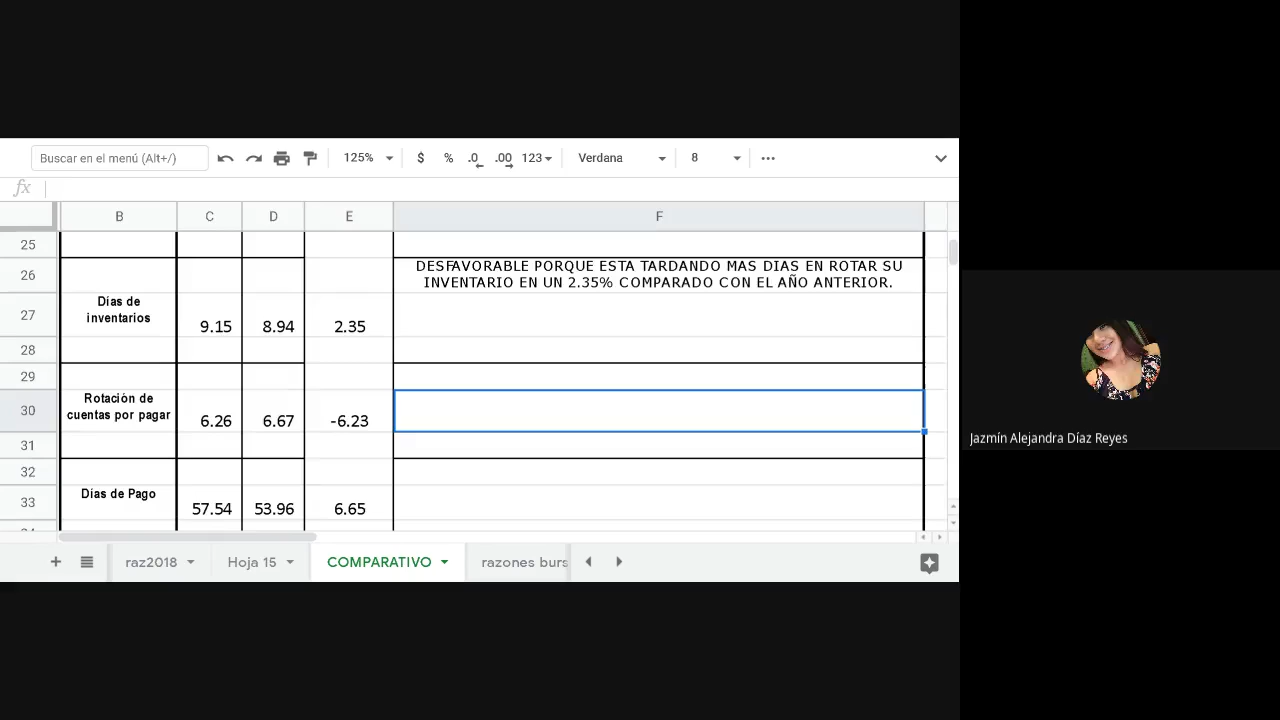 Buscar en el menú (Alt+/)
125%
$
%
.0
.00
123
Verdana
8
fx
B
C
D
E
F
25
26
DESFAVORABLE PORQUE ESTA TARDANDO MAS DIAS EN ROTAR SU
INVENTARIO EN UN 2.35% COMPARADO CON EL AÑO ANTERIOR.
27
Días de
inventarios
9.15
8.94
2.35
28
29
30
Rotación de
cuentas por pagar
6.26
6.67
-6.23
31
32
33
Días de Pago
57.54
53.96
6.65
raz2018
Hoja 15
COMPARATIVO
razones burs
Jazmín Alejandra Díaz Reyes